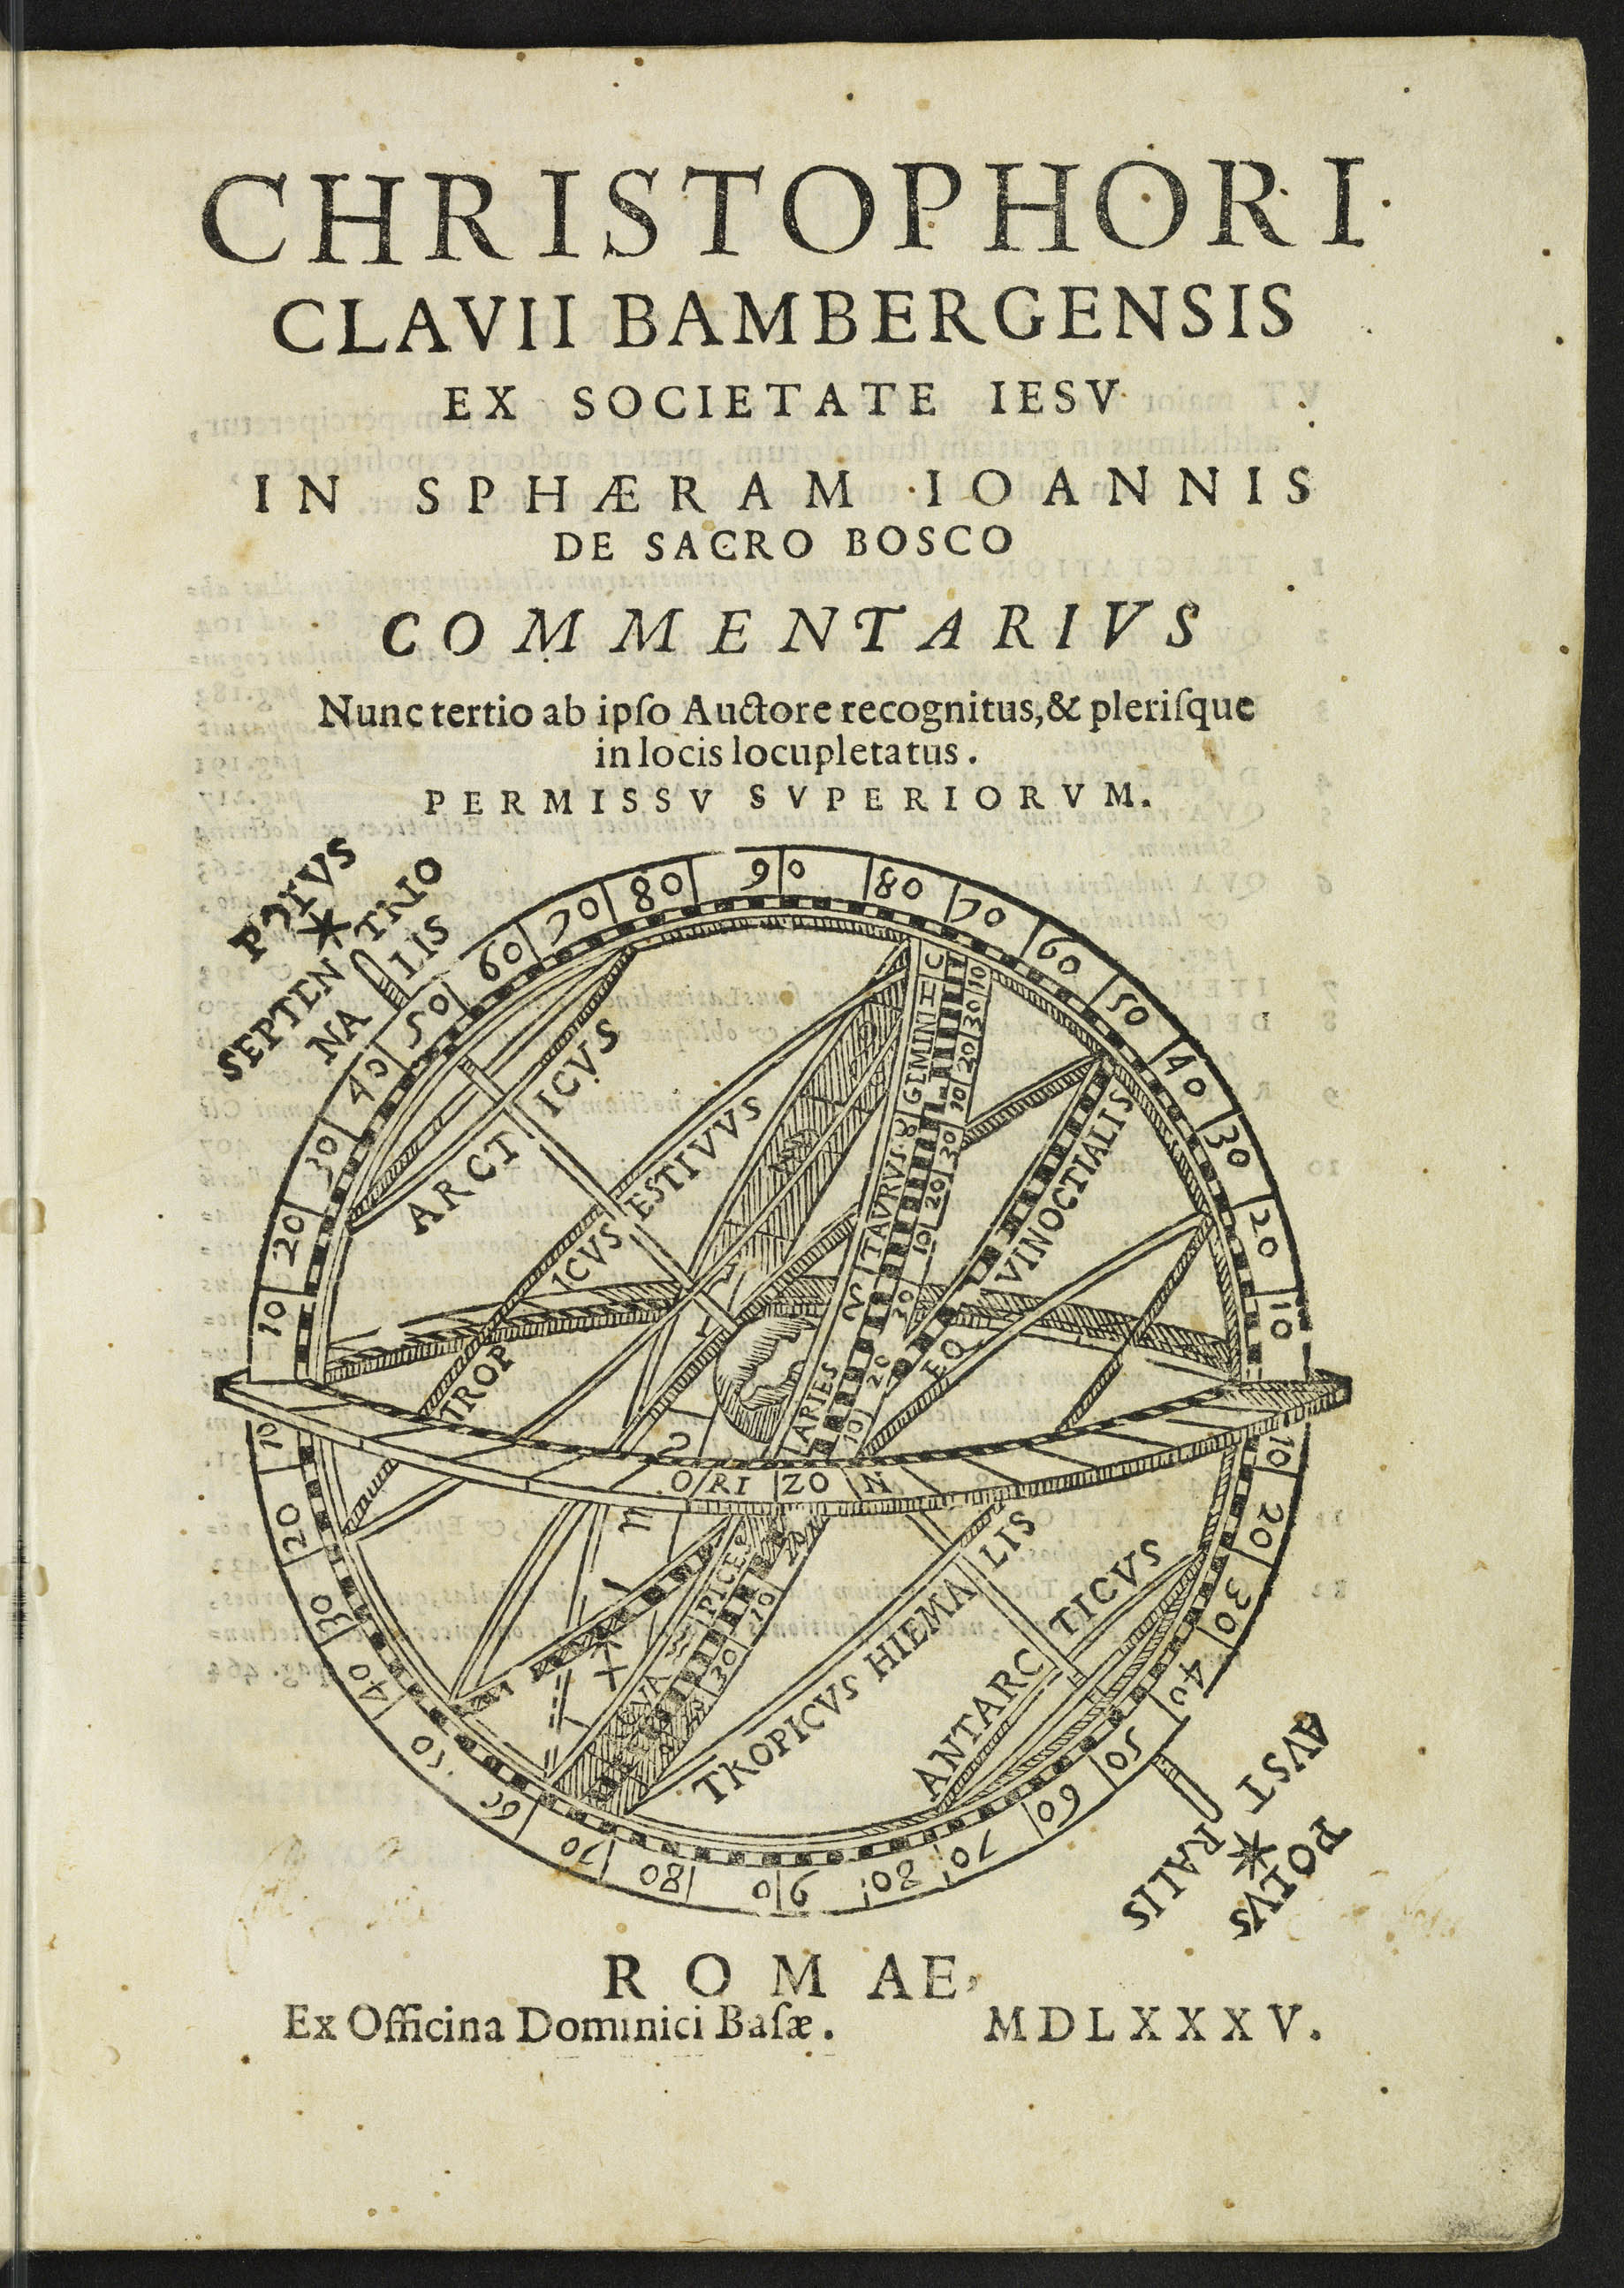 CHRISTOPHORI
CLAVII BAMBERGENSIS
EX SOCIETATE IESV
IN SPHÆRAM IOANNIS
DE SACRO BOSCO
COMMENTARIVS
Nunc tertio ab ipſo Auctore recognitus, & pleriſque
in locis locupletatus.
PERMISSV SVPERIORVM.
POLVS
SEPTEN TRIO
NA LIS
10 20 30 40 50 60 70 80 90 80 70 60 50 40 30 20 10
ARCT ICVS
TROP ICVS ESTIVVS
ARIES TAVRVS GEMINI
10 20 30 10 20 30 10 20 30 10
AEQ VINOCTIALIS
ORIZON
10 20 30 40 50 60 70 80 90 80 70 60 50 40 30 20 10
PICES
10
30
TROPICVS HIEMA LIS
ANTARC TICVS
AVST RALIS
POLVS
ROMAE,
Ex Officina Dominici Baſæ. MDLXXXV.